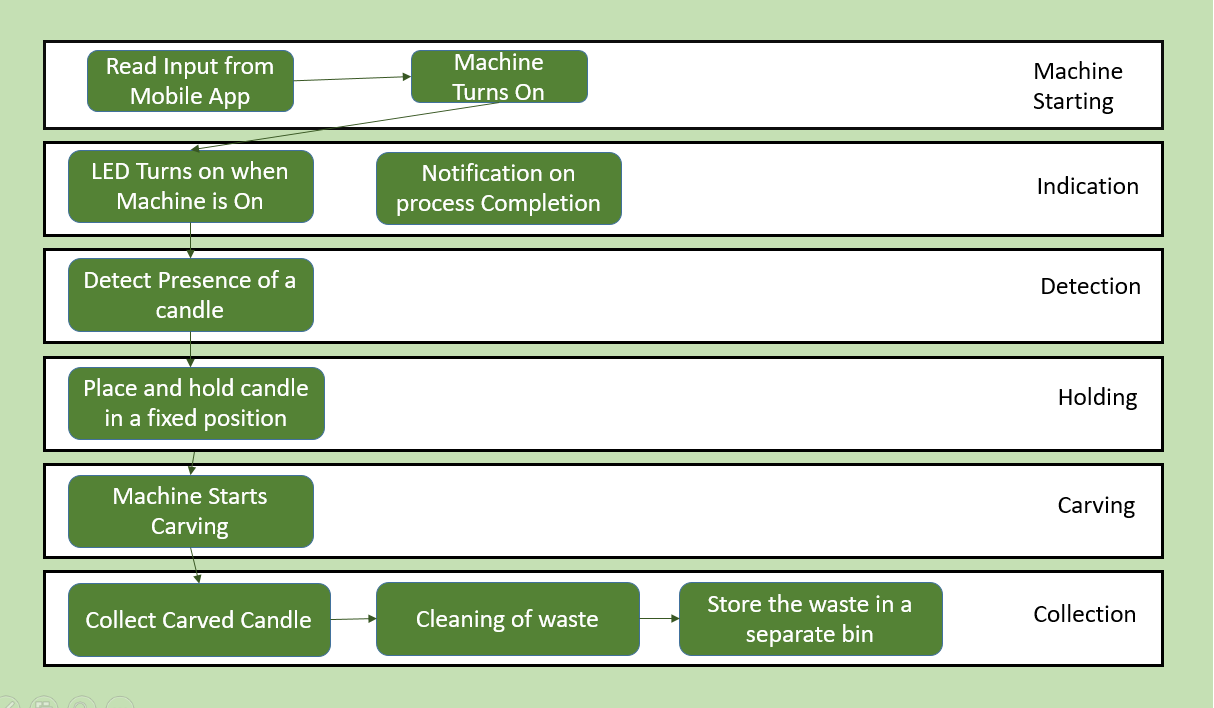 Read Input from
Mobile App
Machine
Turns On
Machine
Starting
LED Turns on when
Machine is On
Notification on
process Completion
Indication
Detect Presence of a
candle
Detection
Place and hold candle
in a fixed position
Holding
Machine Starts
Carving
Carving
Collect Carved Candle
Cleaning of waste
Store the waste in a
separate bin
Collection